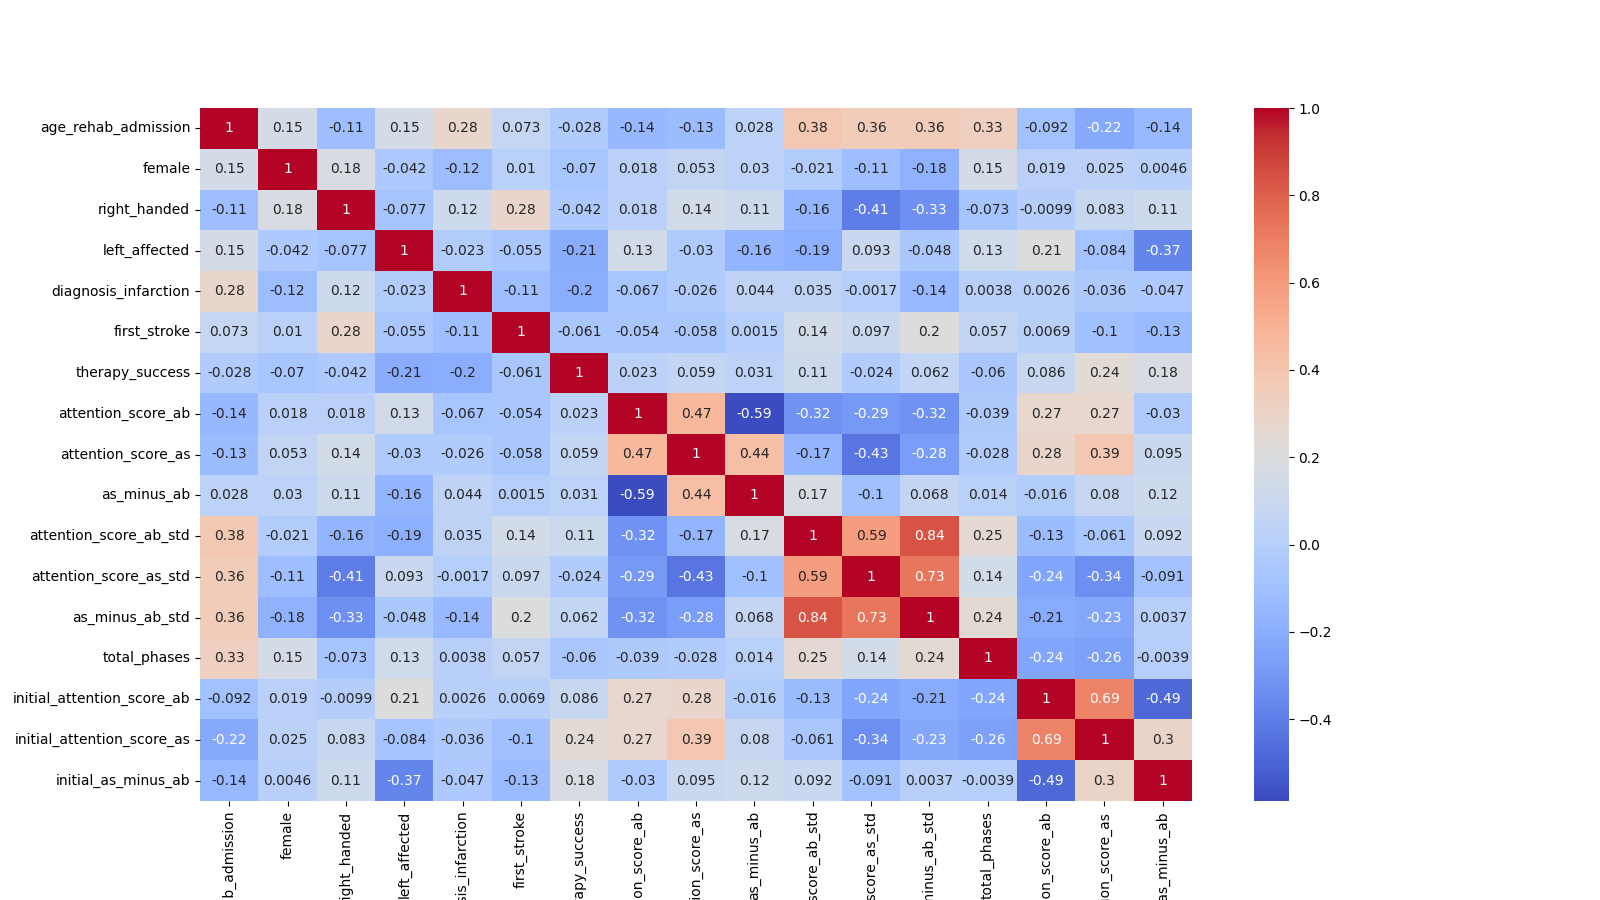 age_rehab_admission 1 0.15 -0.11 0.15 0.28 0.073 -0.028 -0.14 -0.13 0.028 0.38 0.36 0.36 0.33 -0.092 -0.22 -0.14
female 0.15 1 0.18 -0.042 -0.12 0.01 -0.07 0.018 0.053 0.03 -0.021 -0.11 -0.18 0.15 0.019 0.025 0.0046
right_handed -0.11 0.18 1 -0.077 0.12 0.28 -0.042 0.018 0.14 0.11 -0.16 -0.41 -0.33 -0.073 -0.0099 0.083 0.11
left_affected 0.15 -0.042 -0.077 1 -0.023 -0.055 -0.21 0.13 -0.03 -0.16 -0.19 0.093 -0.048 0.13 0.21 -0.084 -0.37
diagnosis_infarction 0.28 -0.12 0.12 -0.023 1 -0.11 -0.2 -0.067 -0.026 0.044 0.035 -0.0017 -0.14 0.0038 0.0026 -0.036 -0.047
first_stroke 0.073 0.01 0.28 -0.055 -0.11 1 -0.061 -0.054 -0.058 0.0015 0.14 0.097 0.2 0.057 0.0069 -0.1 -0.13
therapy_success -0.028 -0.07 -0.042 -0.21 -0.2 -0.061 1 0.023 0.059 0.031 0.11 -0.024 0.062 -0.06 0.086 0.24 0.18
attention_score_ab -0.14 0.018 0.018 0.13 -0.067 -0.054 0.023 1 0.47 -0.59 -0.32 -0.29 -0.32 -0.039 0.27 0.27 -0.03
attention_score_as -0.13 0.053 0.14 -0.03 -0.026 -0.058 0.059 0.47 1 0.44 -0.17 -0.43 -0.28 -0.028 0.28 0.39 0.095
as_minus_ab 0.028 0.03 0.11 -0.16 0.044 0.0015 0.031 -0.59 0.44 1 0.17 -0.1 0.068 0.014 -0.016 0.08 0.12
attention_score_ab_std 0.38 -0.021 -0.16 -0.19 0.035 0.14 0.11 -0.32 -0.17 0.17 1 0.59 0.84 0.25 -0.13 -0.061 0.092
attention_score_as_std 0.36 -0.11 -0.41 0.093 -0.0017 0.097 -0.024 -0.29 -0.43 -0.1 0.59 1 0.73 0.14 -0.24 -0.34 -0.091
as_minus_ab_std 0.36 -0.18 -0.33 -0.048 -0.14 0.2 0.062 -0.32 -0.28 0.068 0.84 0.73 1 0.24 -0.21 -0.23 0.0037
total_phases 0.33 0.15 -0.073 0.13 0.0038 0.057 -0.06 -0.039 -0.028 0.014 0.25 0.14 0.24 1 -0.24 -0.26 -0.0039
initial_attention_score_ab -0.092 0.019 -0.0099 0.21 0.0026 0.0069 0.086 0.27 0.28 -0.016 -0.13 -0.24 -0.21 -0.24 1 0.69 -0.49
initial_attention_score_as -0.22 0.025 0.083 -0.084 -0.036 -0.1 0.24 0.27 0.39 0.08 -0.061 -0.34 -0.23 -0.26 0.69 1 0.3
initial_as_minus_ab -0.14 0.0046 0.11 -0.37 -0.047 -0.13 0.18 -0.03 0.095 0.12 0.092 -0.091 0.0037 -0.0039 -0.49 0.3 1
b_admission
female
ight_handed
left_affected
sis_infarction
first_stroke
rapy_success
on_score_ab
ion_score_as
as_minus_ab
score_ab_std
score_as_std
minus_ab_std
total_phases
on_score_ab
ion_score_as
as_minus_ab
1.0
0.8
0.6
0.4
0.2
0.0
−0.2
−0.4